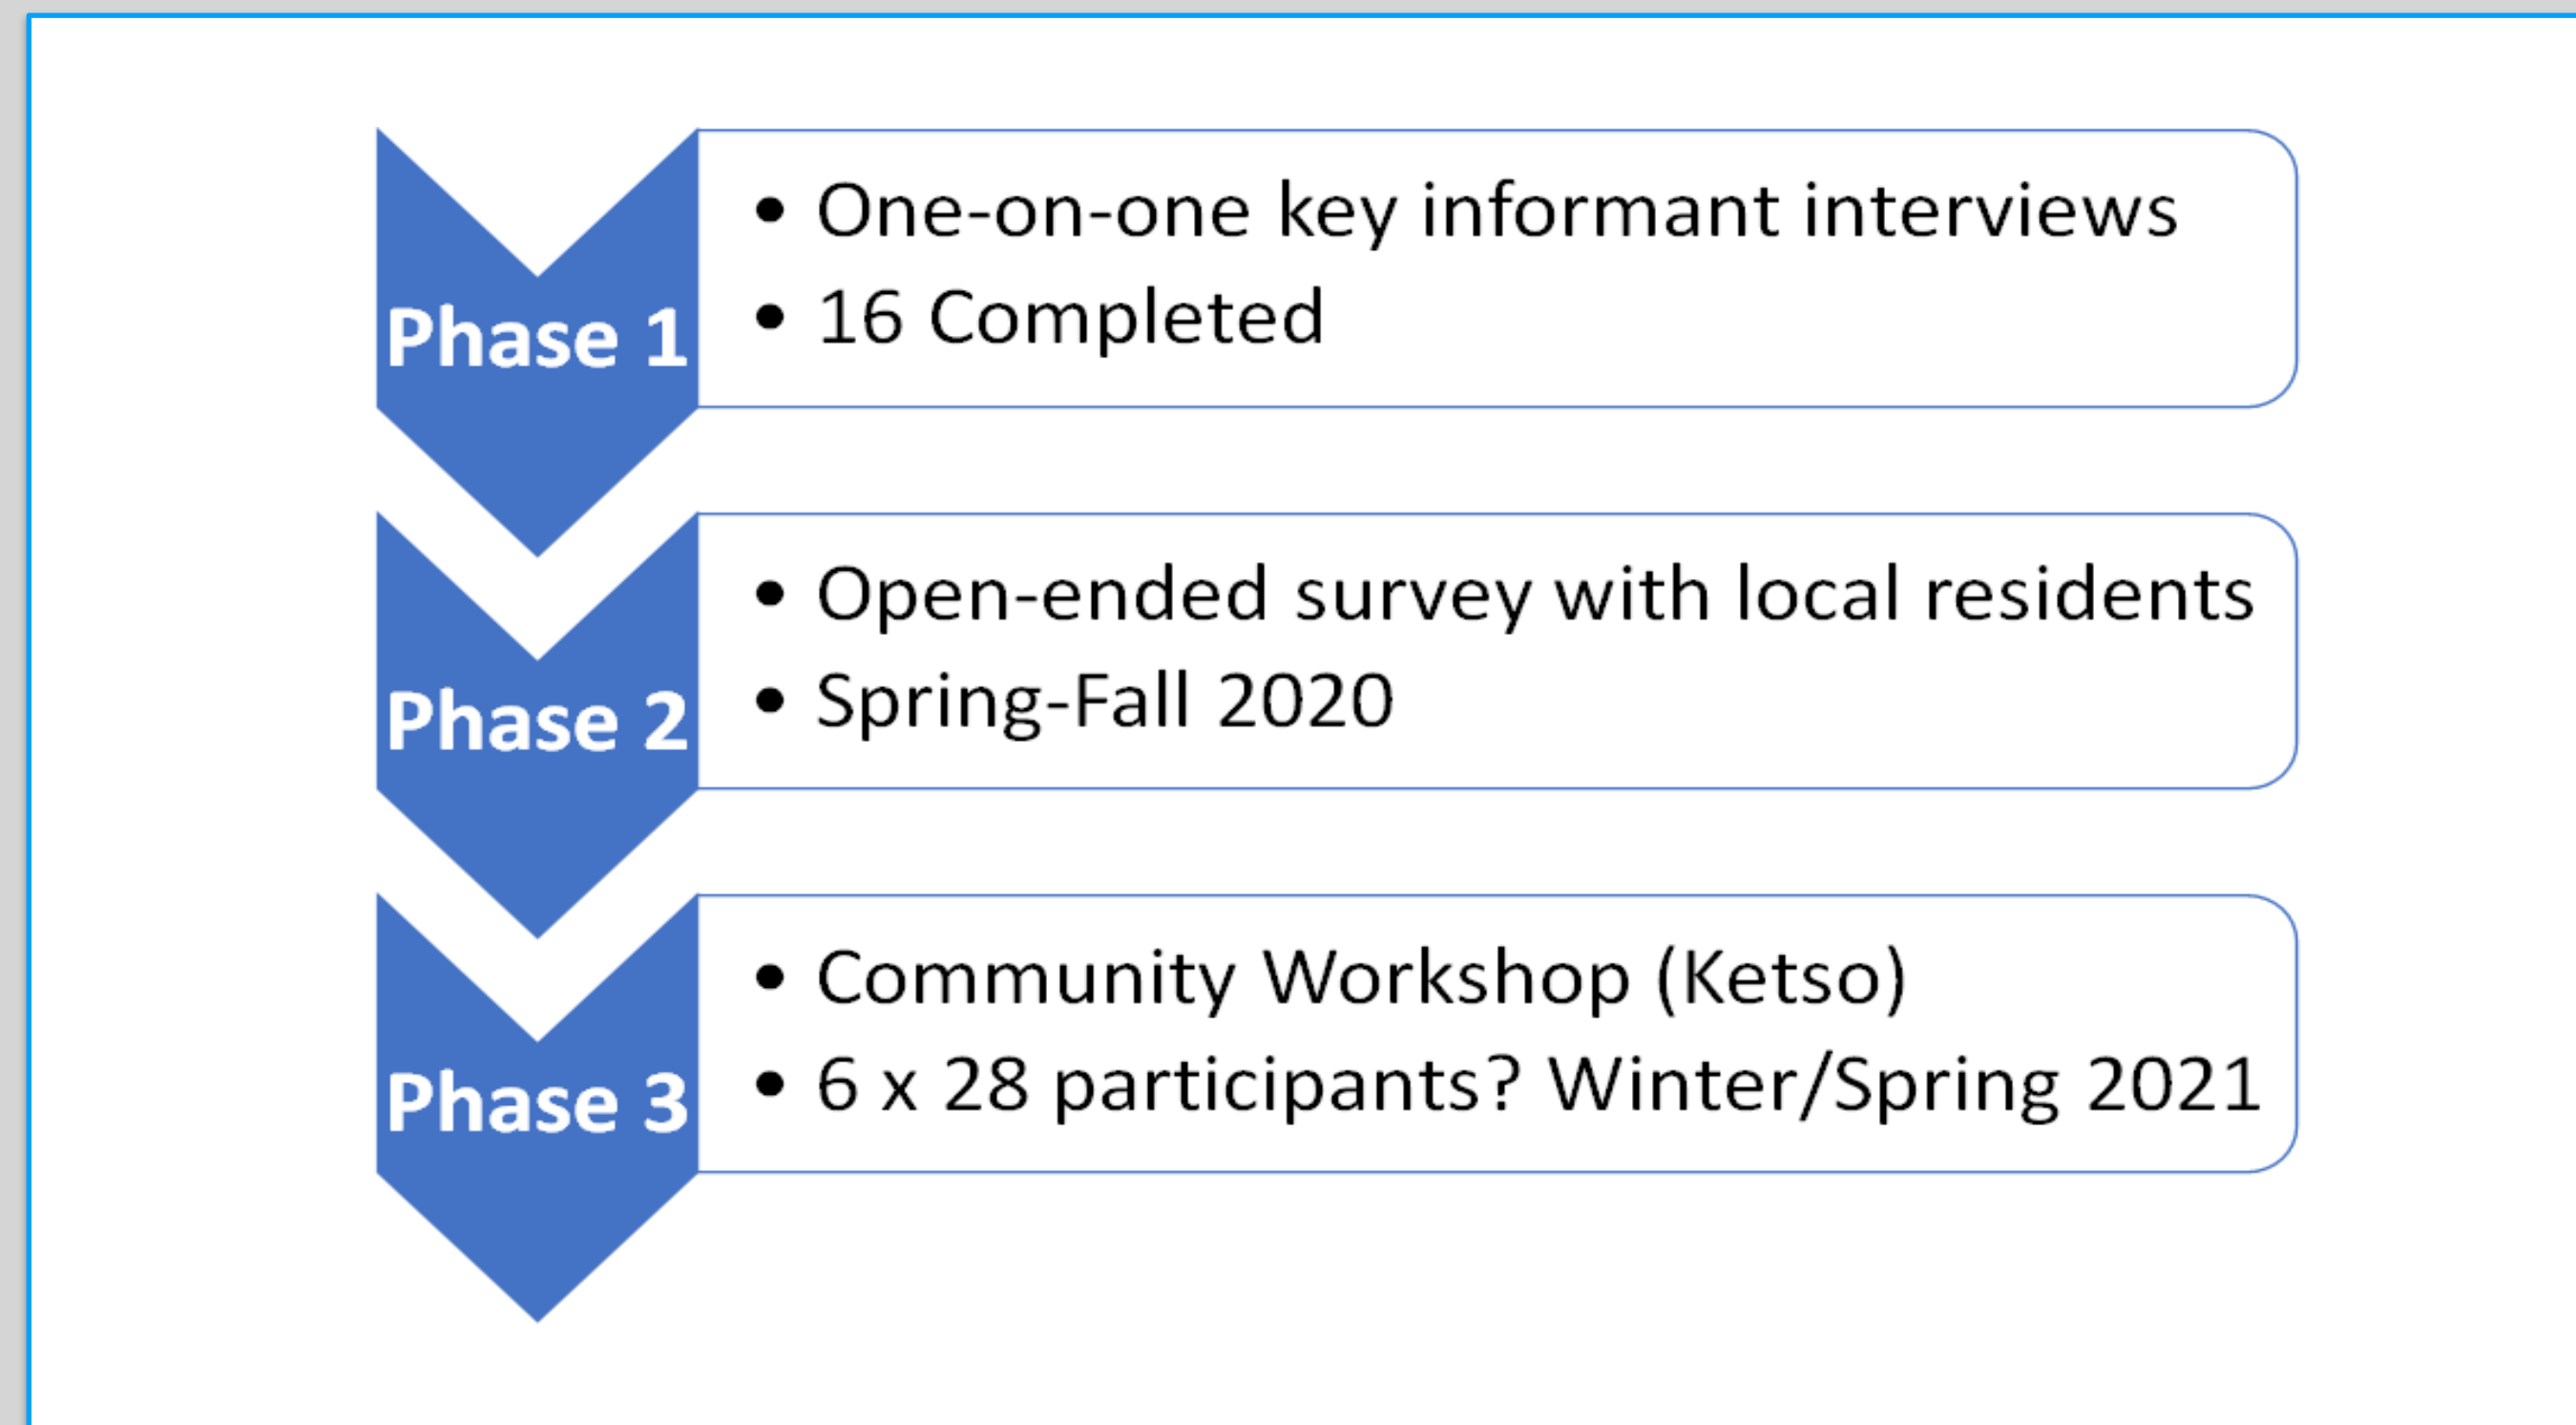 Phase 1
• One-on-one key informant interviews
• 16 Completed
Phase 2
• Open-ended survey with local residents
• Spring-Fall 2020
Phase 3
• Community Workshop (Ketso)
• 6 x 28 participants? Winter/Spring 2021